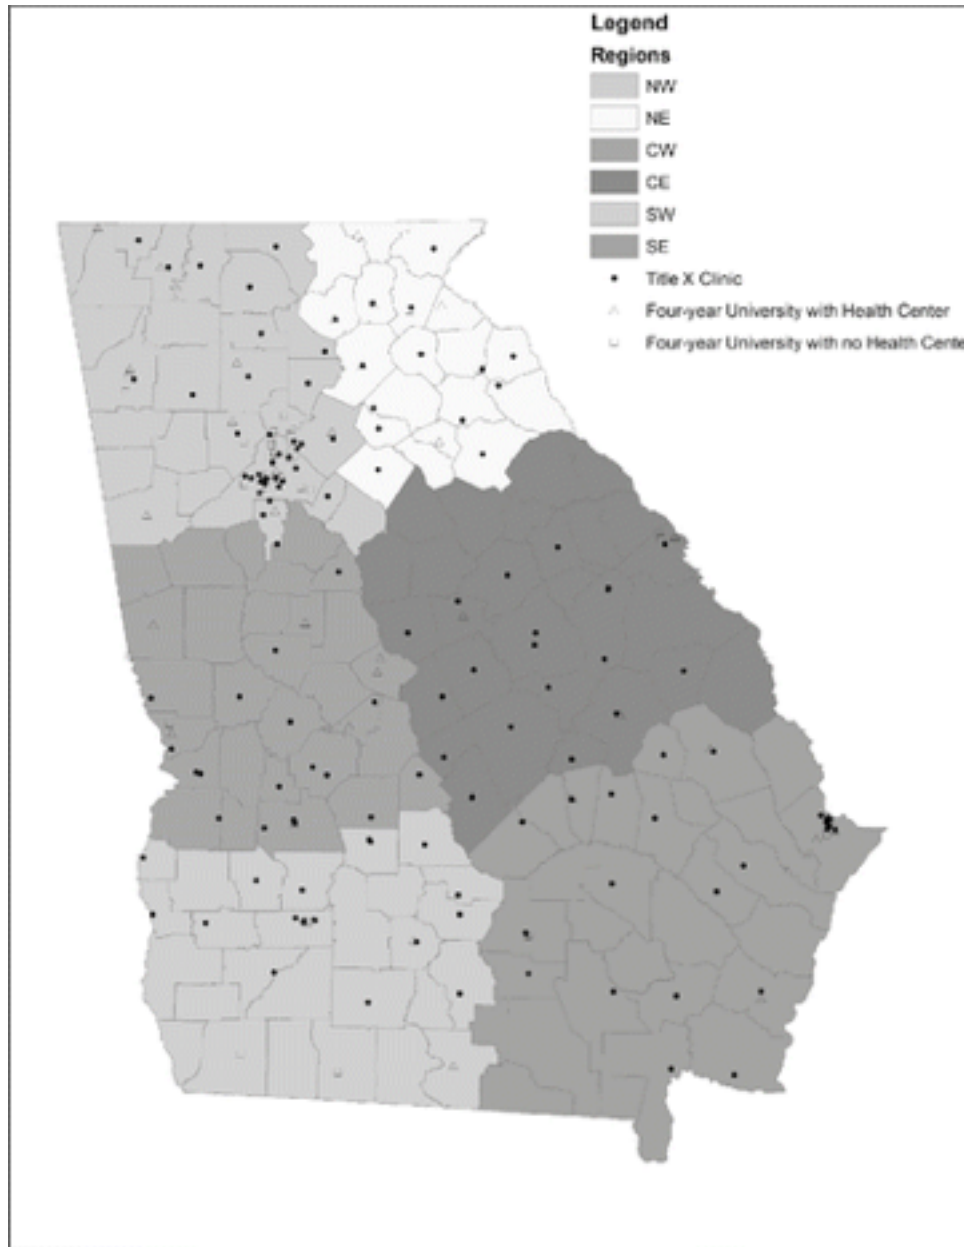 Legend
Regions
NW
NE
CW
CE
SW
SE
Title X Clinic
Four-year University with Health Center
Four-year University with no Health Cente